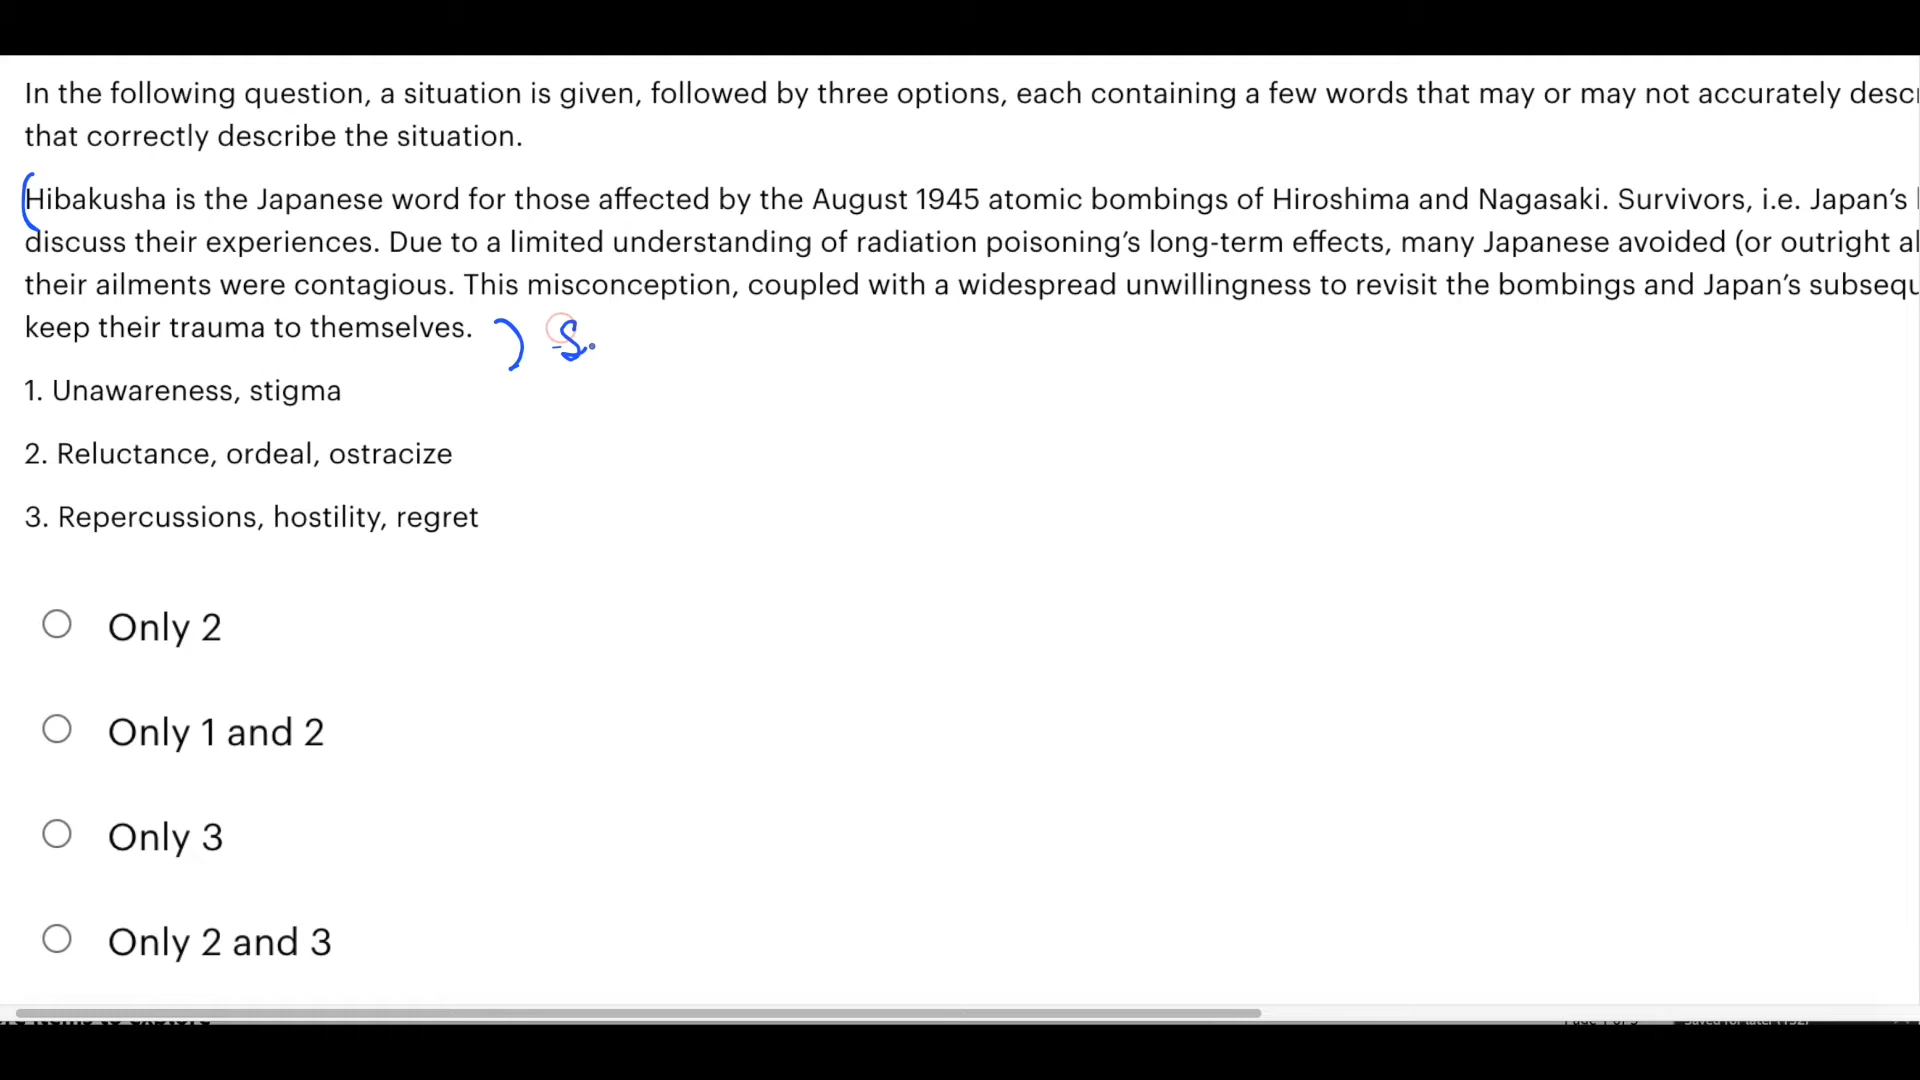 In the following question, a situation is given, followed by three options, each containing a few words that may or may not accurately
that correctly describe the situation.
Hibakusha is the Japanese word for those affected by the August 1945 atomic bombings of Hiroshima and Nagasaki. Survivors, i.e. Japan’s
discuss their experiences. Due to a limited understanding of radiation poisoning’s long-term effects, many Japanese avoided (or outright
their ailments were contagious. This misconception, coupled with a widespread unwillingness to revisit the bombings and Japan’s
keep their trauma to themselves. ) S.
1. Unawareness, stigma
2. Reluctance, ordeal, ostracize
3. Repercussions, hostility, regret
Only 2
Only 1 and 2
Only 3
Only 2 and 3